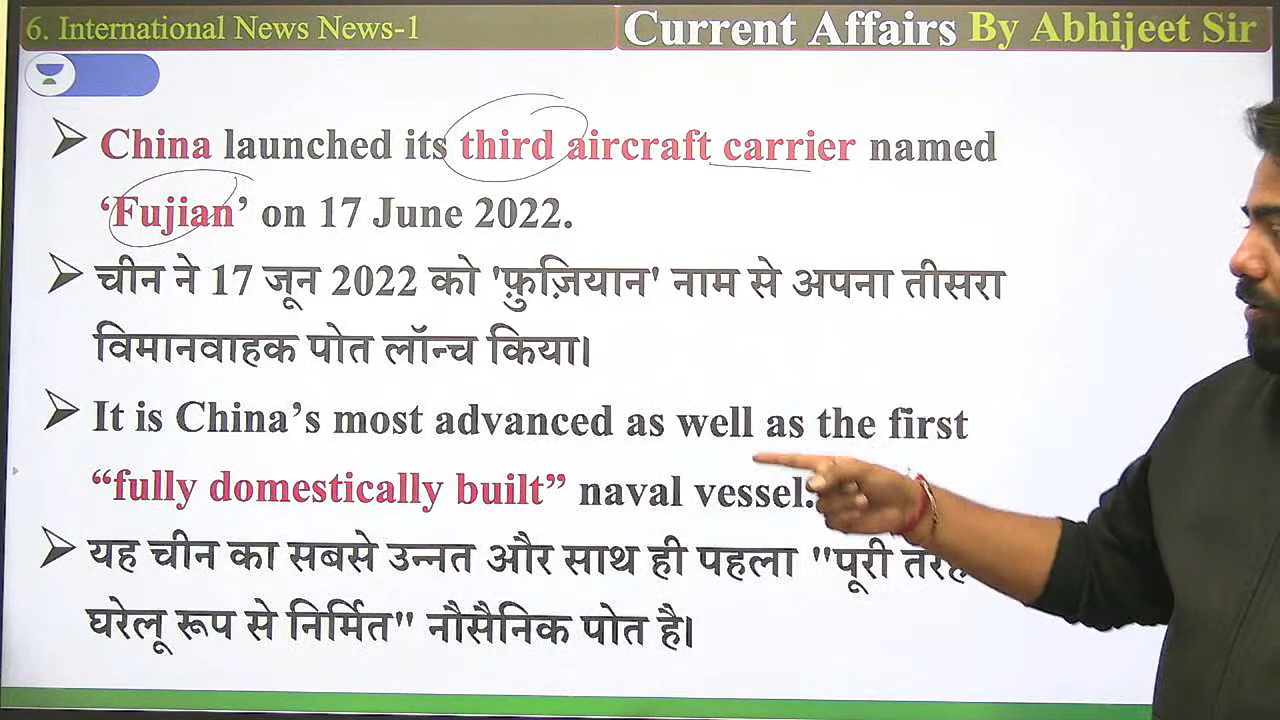 6. International News News-1
Current Affairs By Abhijeet Sir
China launched its third aircraft carrier named
‘Fujian’ on 17 June 2022.
चीन ने 17 जून 2022 को 'फ़ुज़ियान' नाम से अपना तीसरा
विमानवाहक पोत लॉन्च किया।
It is China’s most advanced as well as the first
“fully domestically built” naval vessel.
यह चीन का सबसे उन्नत और साथ ही पहला "पूरी तरह
घरेलू रूप से निर्मित" नौसैनिक पोत है।